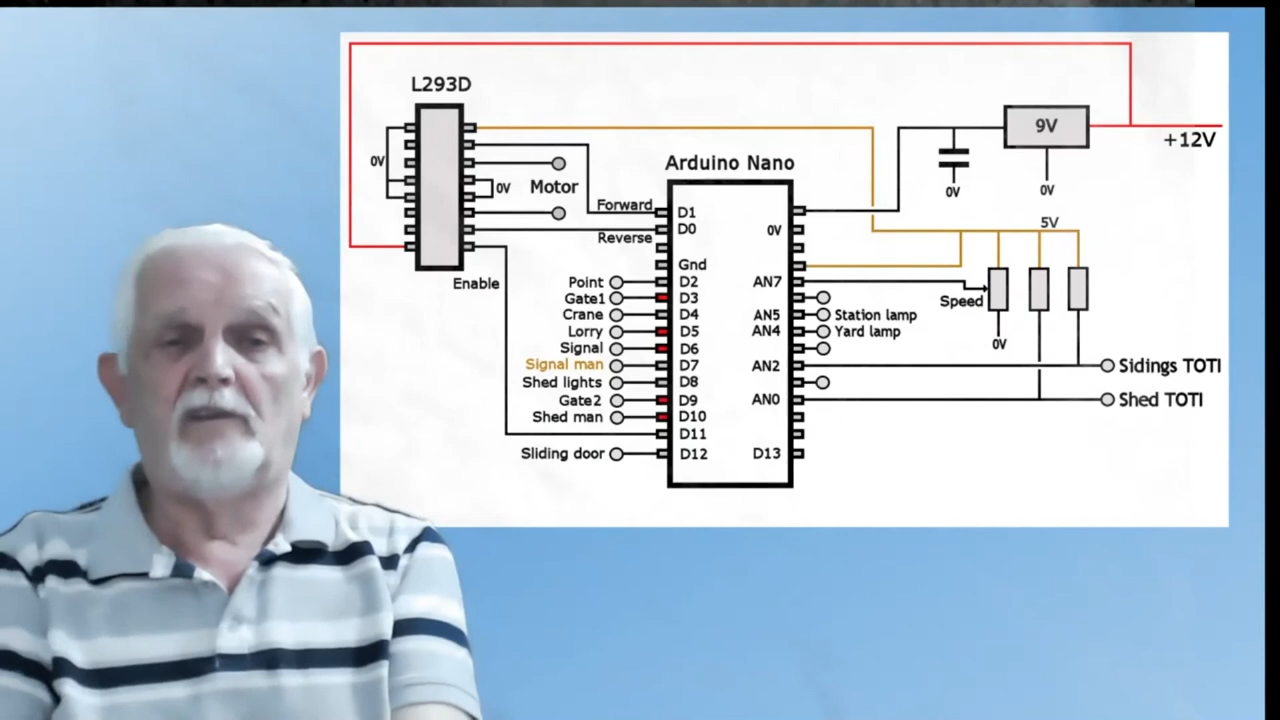 L293D
9V
+12V
0V
Arduino Nano
0V
0V
0V
Motor
Forward
D1
Reverse
D0
0V
5V
Gnd
Enable
Point
D2
AN7
Gate1
D3
Speed
Crane
D4
AN5
Station lamp
Lorry
D5
AN4
Yard lamp
Signal
D6
0V
Signal man
D7
AN2
Sidings TOTI
Shed lights
D8
Gate2
D9
AN0
Shed TOTI
Shed man
D10
D11
Sliding door
D12
D13